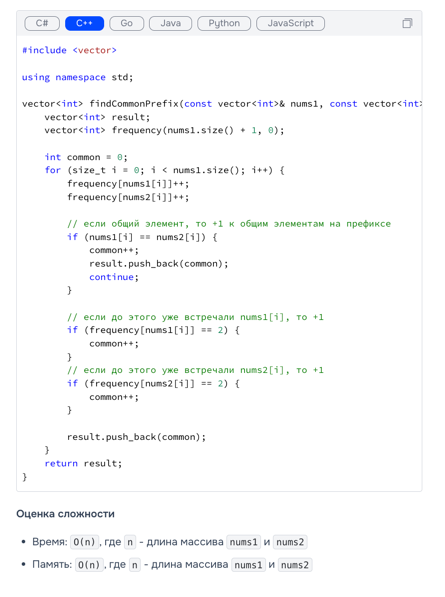 C# C++ Go Java Python JavaScript
#include <vector>
using namespace std;
vector<int> findCommonPrefix(const vector<int>& nums1, const vector<int>
    vector<int> result;
    vector<int> frequency(nums1.size() + 1, 0);
    int common = 0;
    for (size_t i = 0; i < nums1.size(); i++) {
        frequency[nums1[i]]++;
        frequency[nums2[i]]++;
        // если общий элемент, то +1 к общим элементам на префиксе
        if (nums1[i] == nums2[i]) {
            common++;
            result.push_back(common);
            continue;
        }
        // если до этого уже встречали nums1[i], то +1
        if (frequency[nums1[i]] == 2) {
            common++;
        }
        // если до этого уже встречали nums2[i], то +1
        if (frequency[nums2[i]] == 2) {
            common++;
        }
        result.push_back(common);
    }
    return result;
}
Оценка сложности
• Время: O(n), где n - длина массива nums1 и nums2
• Память: O(n), где n - длина массива nums1 и nums2